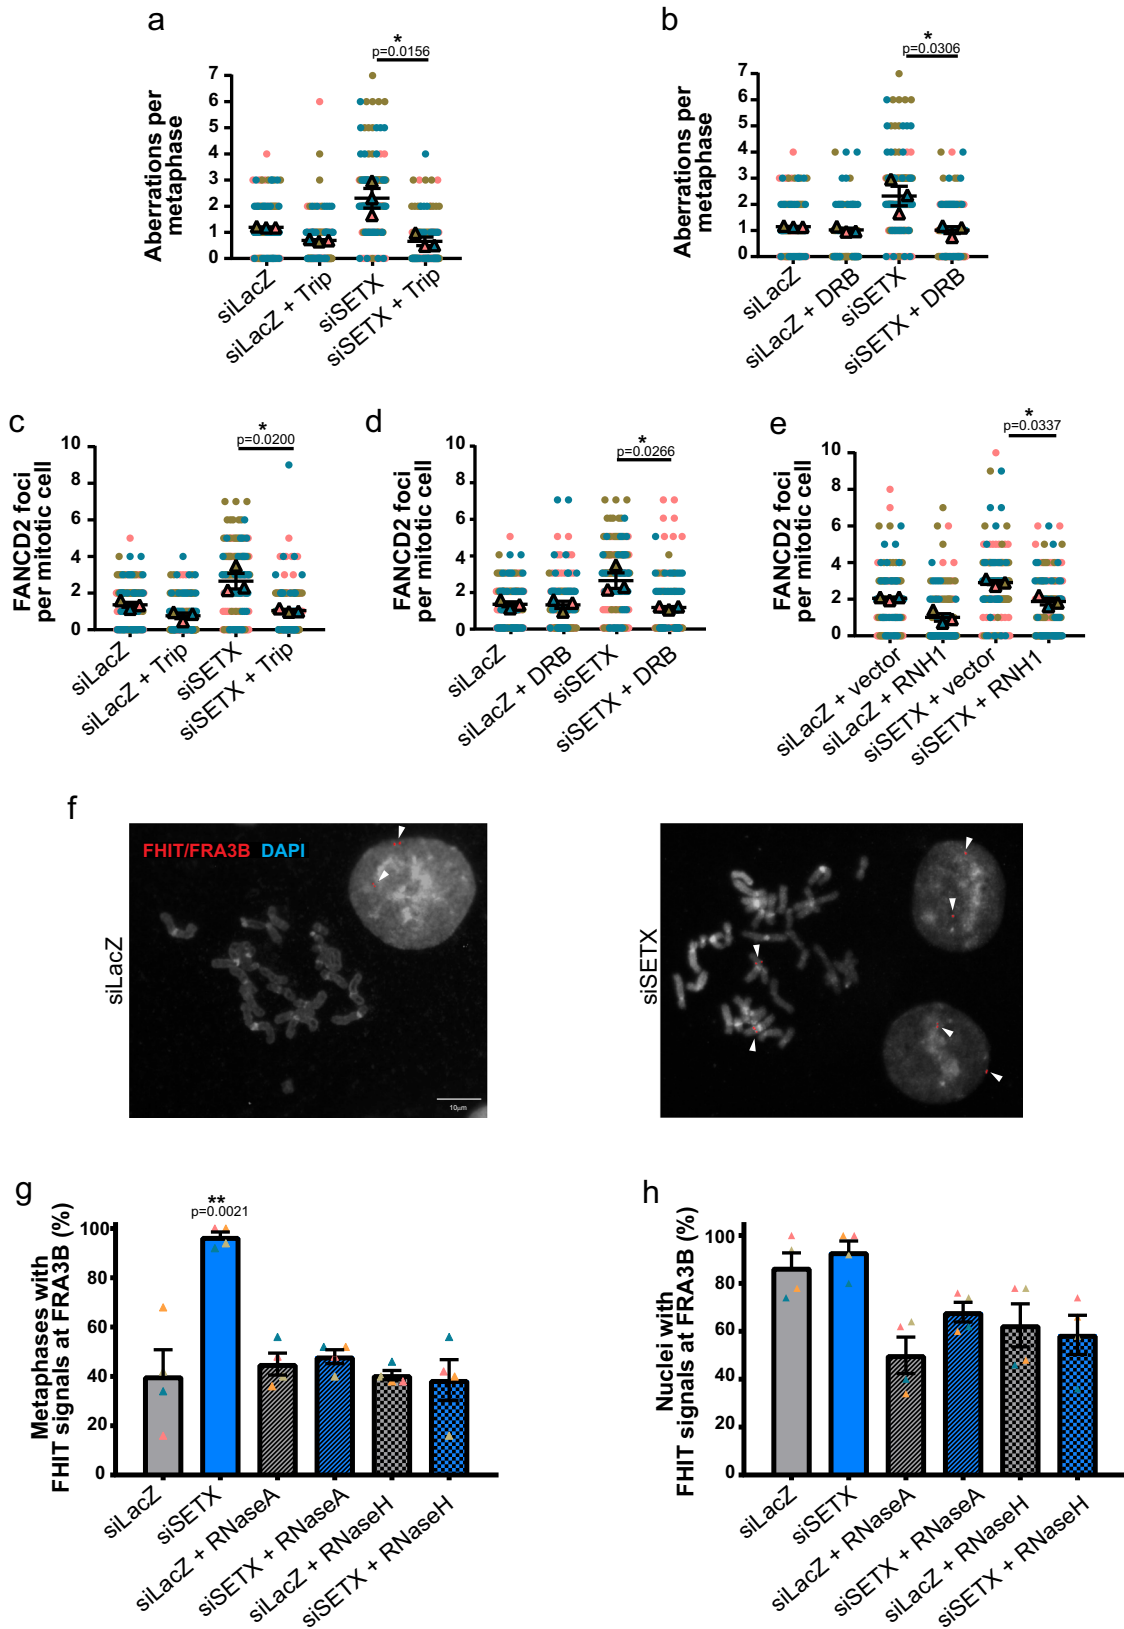 a
*
p=0.0156
Aberrations per
metaphase
7
6
5
4
3
2
1
0
siLacZ
siLacZ + Trip
siSETX
siSETX + Trip
b
*
p=0.0306
Aberrations per
metaphase
7
6
5
4
3
2
1
0
siLacZ
siLacZ + DRB
siSETX
siSETX + DRB
c
*
p=0.0200
FANCD2 foci
per mitotic cell
10
8
6
4
2
0
siLacZ
siLacZ + Trip
siSETX
siSETX + Trip
d
*
p=0.0266
FANCD2 foci
per mitotic cell
10
8
6
4
2
0
siLacZ
siLacZ + DRB
siSETX
siSETX + DRB
e
*
p=0.0337
FANCD2 foci
per mitotic cell
10
8
6
4
2
0
siLacZ + vector
siLacZ + RNH1
siSETX + vector
siSETX + RNH1
f
siLacZ
FHIT/FRA3B DAPI
10μm
siSETX
g
**
p=0.0021
Metaphases with
FHIT signals at FRA3B (%)
100
80
60
40
20
0
siLacZ
siSETX
siLacZ + RNaseA
siSETX + RNaseA
siLacZ + RNaseH
siSETX + RNaseH
h
Nuclei with
FHIT signals at FRA3B (%)
100
80
60
40
20
0
siLacZ
siSETX
siLacZ + RNaseA
siSETX + RNaseA
siLacZ + RNaseH
siSETX + RNaseH